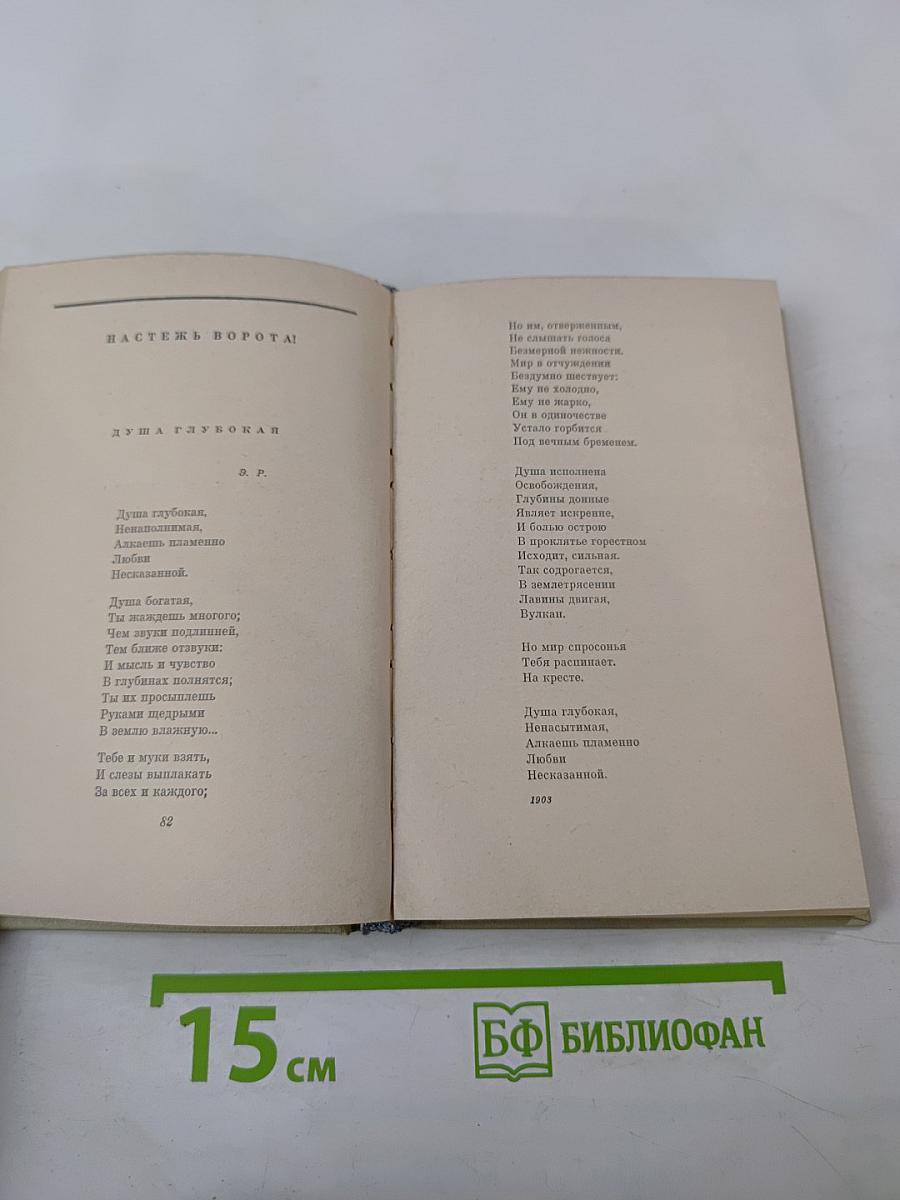 НАСТЕЖЬ ВОРОТА!
ДУША ГЛУБОКАЯ
Э. Р.
Душа глубокая,
Ненаполнимая,
Алкаешь пламенно
Любви
Несказанной.
Душа богатая,
Ты жаждешь многого;
Чем звуки подлинней,
Тем ближе отзвуки:
И мысль и чувство
В глубинах полнятся;
Ты их просыплешь
Руками щедрыми
В землю влажную...
Тебе и муки взять,
И слезы выплакать
За всех и каждого;
82
Но им, отверженным,
Не слышать голоса
Безмерной нежности.
Мир в отчуждении
Бездумно шествует:
Ему не холодно,
Ему не жарко,
Он в одиночестве
Устало горбится
Под вечным бременем.
Душа исполнена
Освобождения,
Глубины донные
Являет искренне,
И болью острою
В проклятье горестном
Исходит, сильная.
Так содрогается,
В землетрясении
Лавины двигая,
Вулкан.
Но мир спросонья
Тебя распинает.
На кресте.
Душа глубокая,
Ненасытимая,
Алкаешь пламенно
Любви
Несказанной.
1903
15 см
БФ БИБЛИОФАН